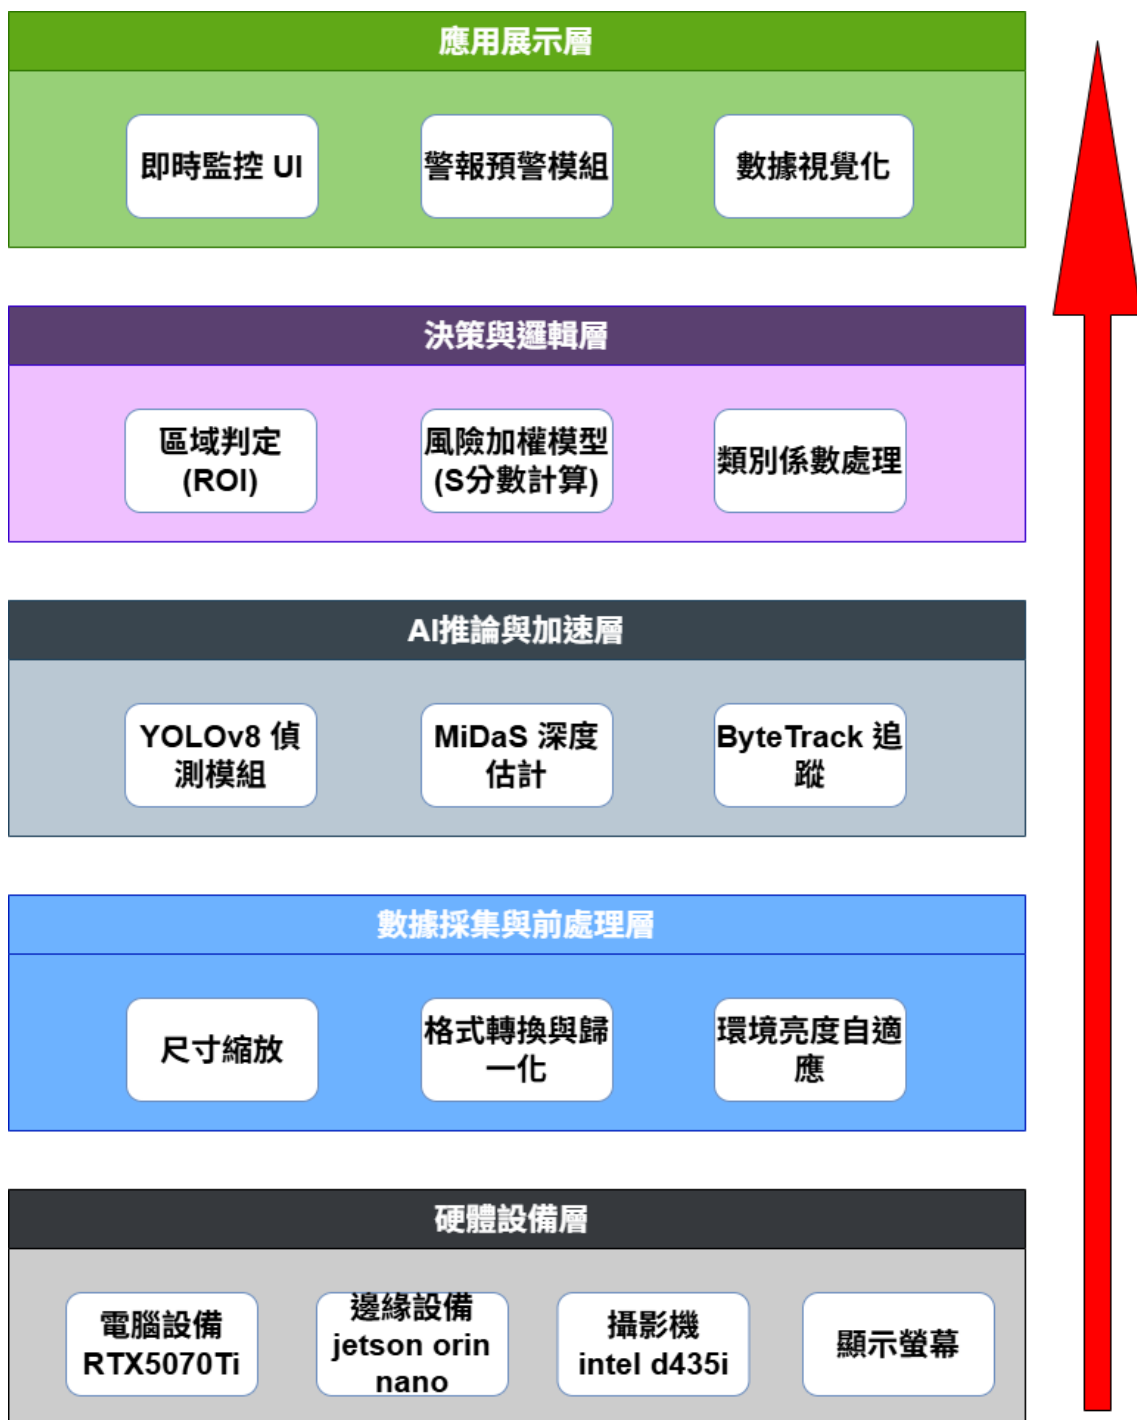 應用展示層
即時監控 UI
警報預警模組
數據視覺化
決策與邏輯層
區域判定
(ROI)
風險加權模型
(S分數計算)
類別係數處理
AI推論與加速層
YOLOv8 偵
測模組
MiDaS 深度
估計
ByteTrack 追
蹤
數據採集與前處理層
尺寸縮放
格式轉換與歸
一化
環境亮度自適
應
硬體設備層
電腦設備
RTX5070Ti
邊緣設備
jetson orin
nano
攝影機
intel d435i
顯示螢幕